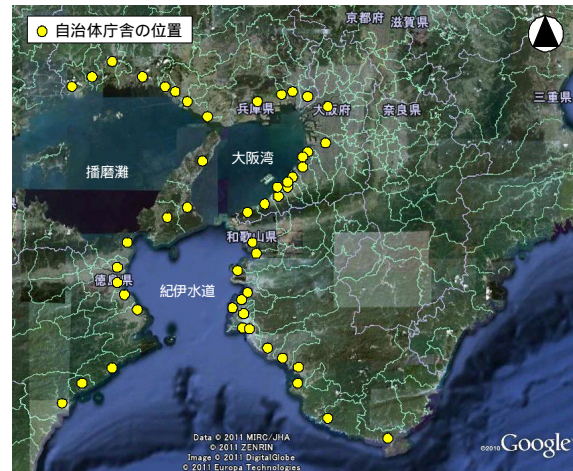 自治体庁舎の位置
京都府
滋賀県
三重県
兵庫県
大阪府
奈良県
大阪湾
播磨灘
和歌山県
徳島県
紀伊水道
Data © 2011 MIRC/JHA
© 2011 ZENRIN
Image © 2011 DigitalGlobe
© 2011 Europa Technologies
©2010 Google